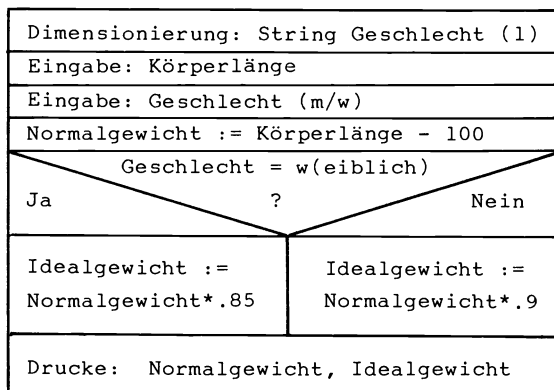 Dimensionierung: String Geschlecht (1)
Eingabe: Körperlänge
Eingabe: Geschlecht (m/w)
Normalgewicht := Körperlänge - 100
Geschlecht = w(eiblich)
Ja ? Nein
Idealgewicht :=
Normalgewicht*.85
Idealgewicht :=
Normalgewicht*.9
Drucke: Normalgewicht, Idealgewicht